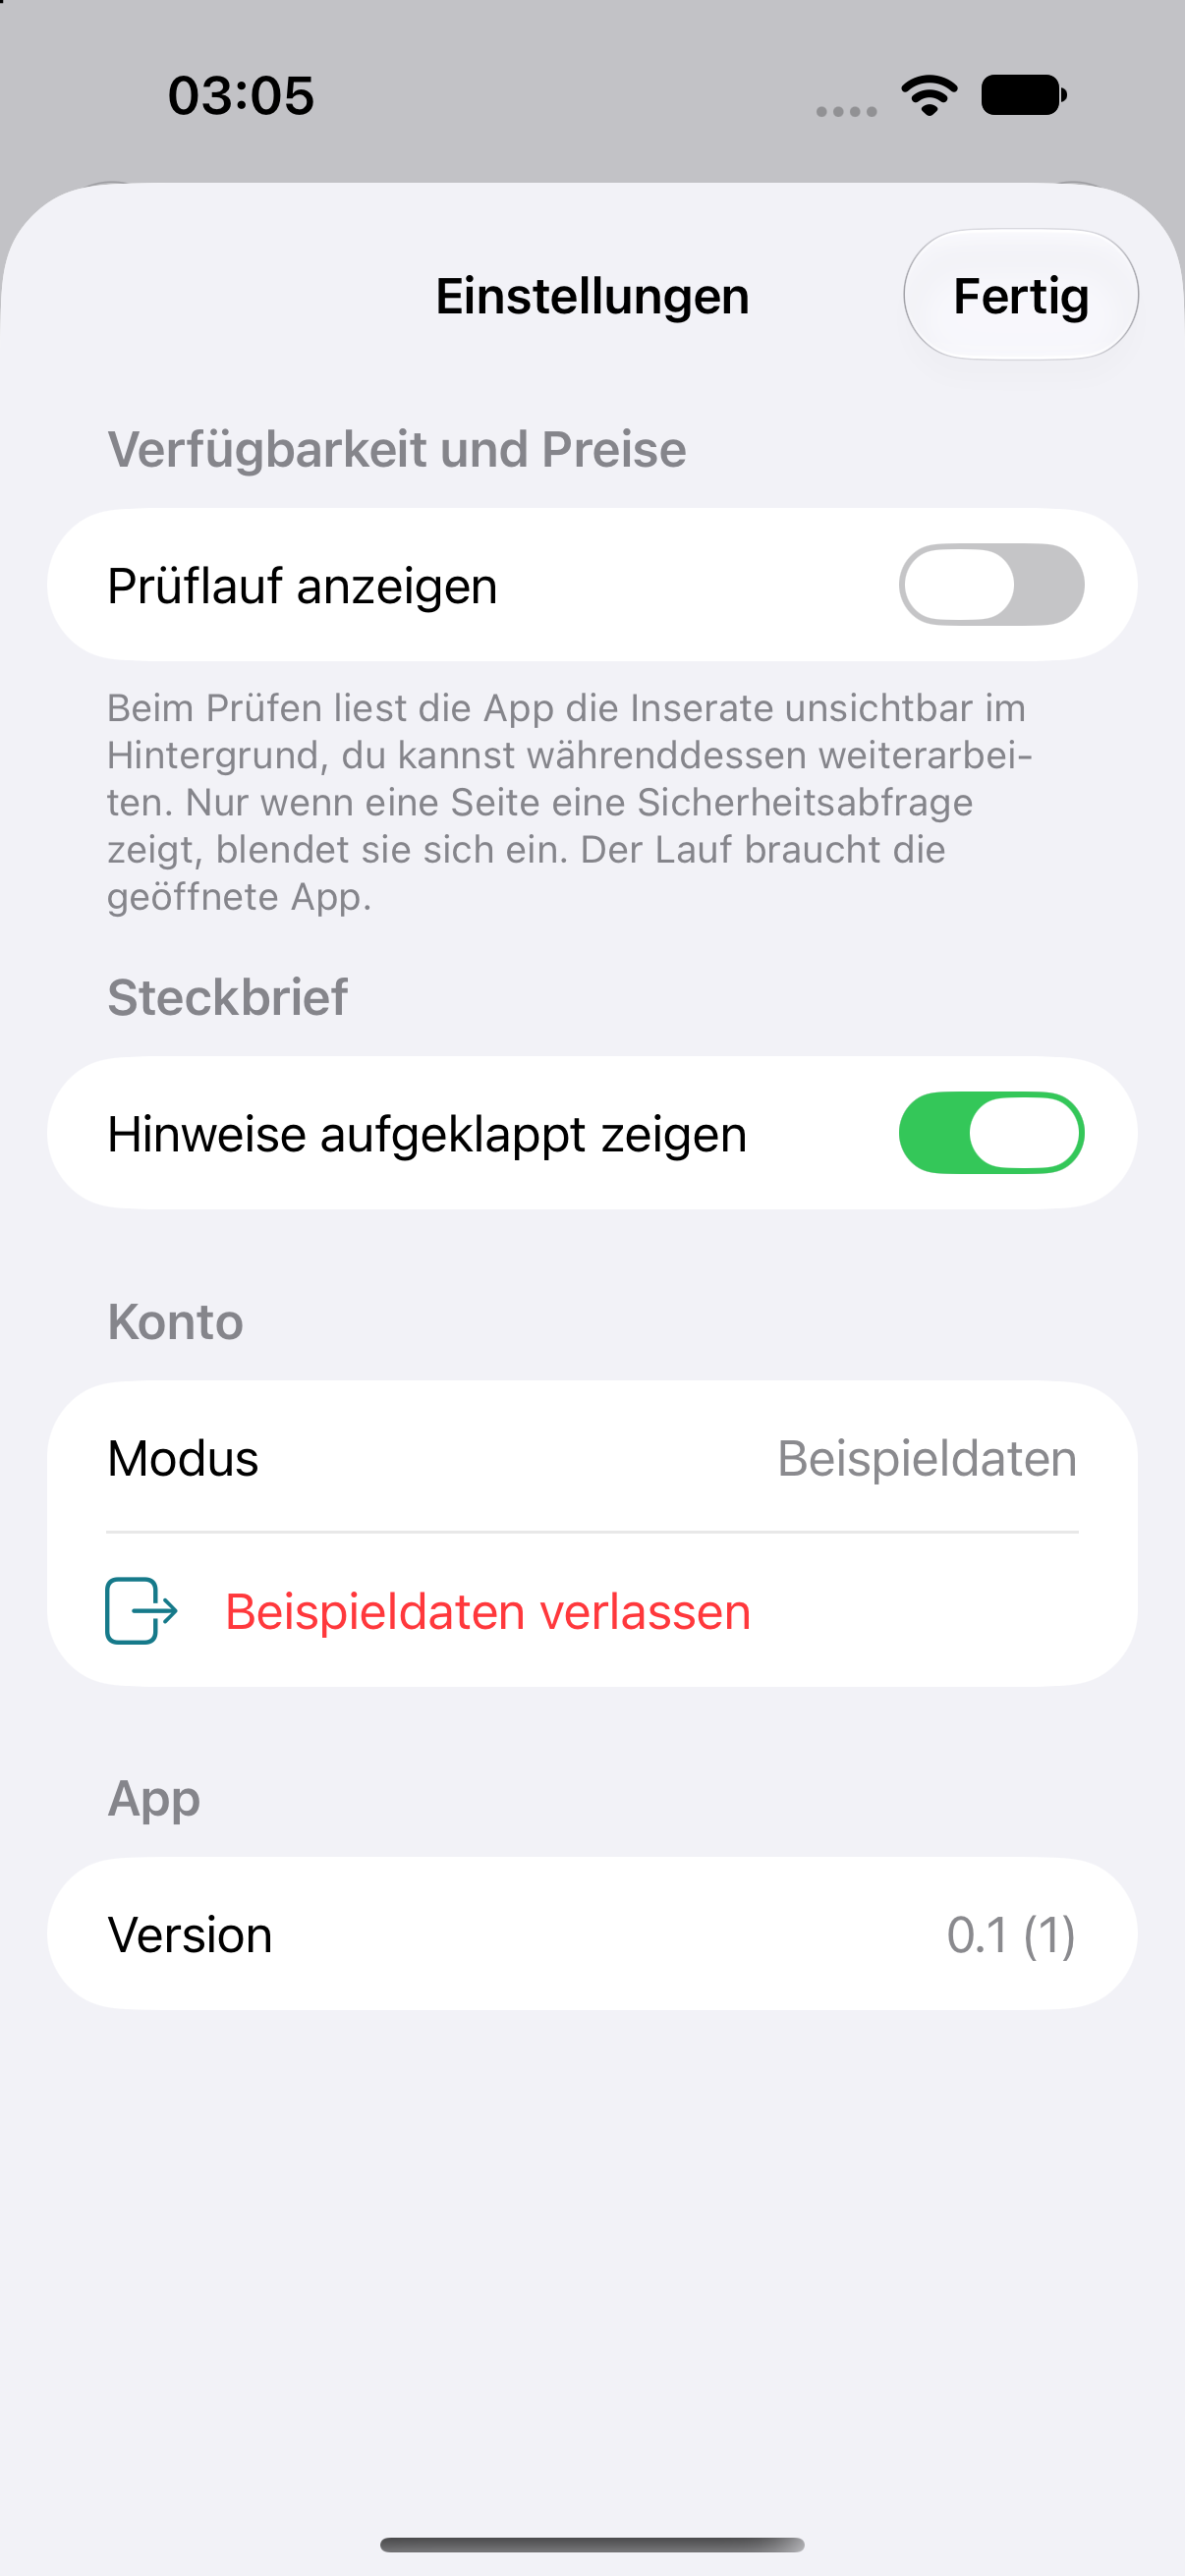 03:05
Einstellungen
Fertig
Verfügbarkeit und Preise
Prüflauf anzeigen
Beim Prüfen liest die App die Inserate unsichtbar im
Hintergrund, du kannst währenddessen weiterarbei-
ten. Nur wenn eine Seite eine Sicherheitsabfrage
zeigt, blendet sie sich ein. Der Lauf braucht die
geöffnete App.
Steckbrief
Hinweise aufgeklappt zeigen
Konto
Modus Beispieldaten
Beispieldaten verlassen
App
Version 0.1 (1)